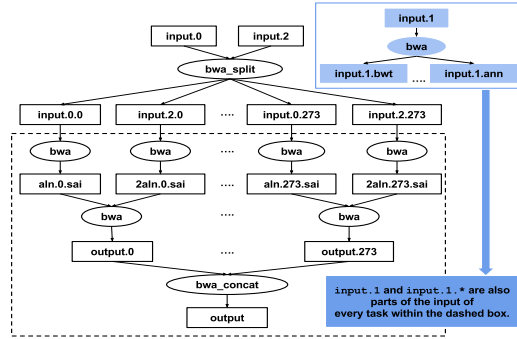 input.0 input.2 input.1
bwa_split bwa
input.1.bwt .... input.1.ann
input.0.0 input.2.0 .... input.0.273 input.2.273
bwa bwa .... bwa bwa
aln.0.sai 2aln.0.sai .... aln.273.sai 2aln.273.sai
bwa .... bwa
output.0 .... output.273
bwa_concat
output
input.1 and input.1.* are also
parts of the input of
every task within the dashed box.